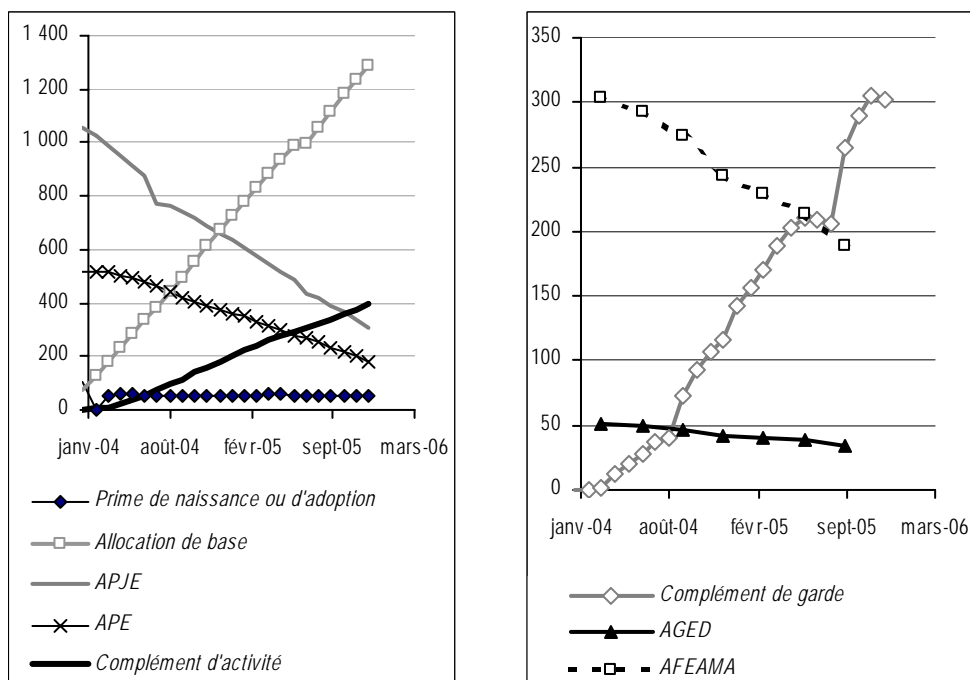 1 400
1 200
1 000
800
600
400
200
0
janv-04 août-04 févr-05 sept-05 mars-06
Prime de naissance ou d'adoption
Allocation de base
APJE
APE
Complément d'activité
350
300
250
200
150
100
50
0
janv-04 août-04 févr-05 sept-05 mars-06
Complément de garde
AGED
AFEAMA